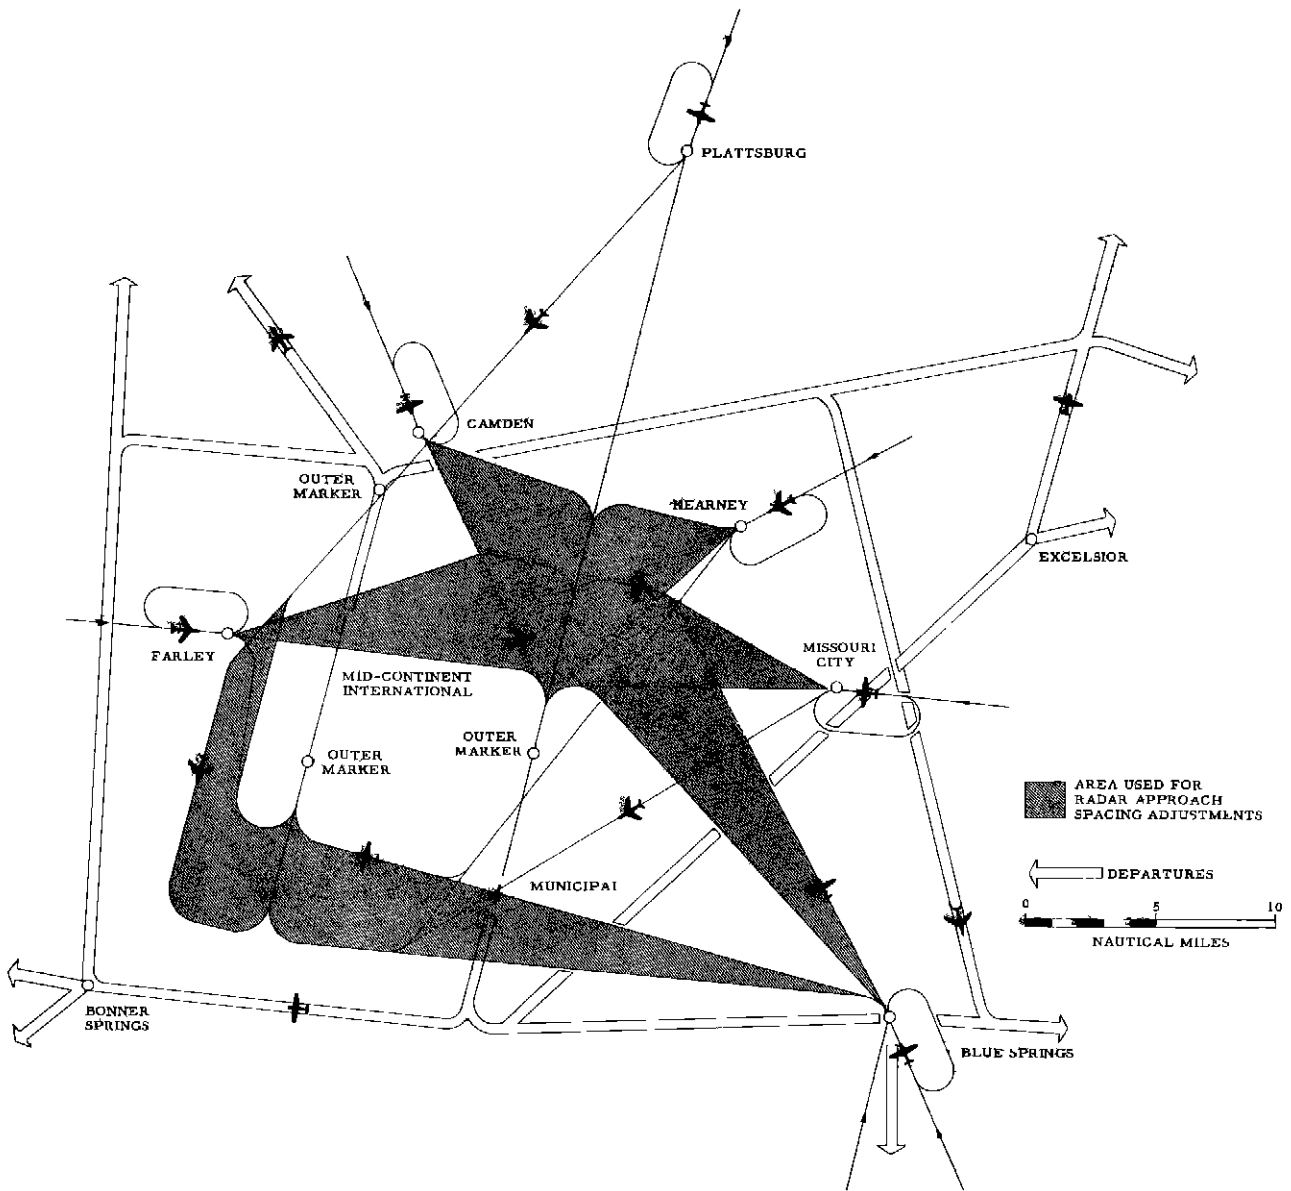 PLATTSBURG
CAMDEN
OUTER
MARKER
KEARNEY
EXCELSIOR
FARLEY
MISSOURI
CITY
MID-CONTINENT
INTERNATIONAL
OUTER
MARKER
OUTER
MARKER
AREA USED FOR
RADAR APPROACH
SPACING ADJUSTMENTS
DEPARTURES
MUNICIPAL
0 5 10
NAUTICAL MILES
BONNER
SPRINGS
BLUE SPRINGS